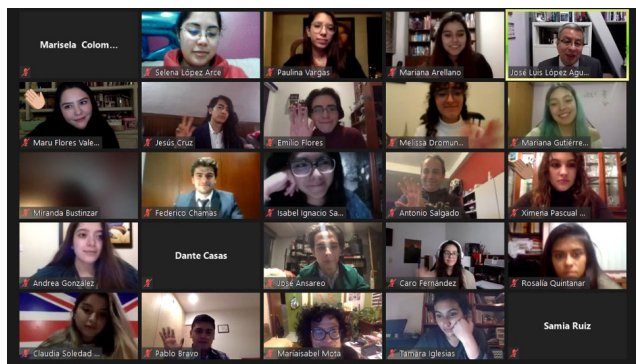 Marisela Colom...
Selena López Arce
Paulina Vargas
Mariana Arellano
José Luis López Agu...
Maru Flores Vale...
Jesús Cruz
Emilio Flores
Melissa Dromun...
Mariana Gutiérre...
Miranda Bustinzar
Federico Chamas
Isabel Ignacio Sa...
Antonio Salgado
Ximena Pascual ...
Andrea González
Dante Casas
José Ansareo
Caro Fernández
Rosalía Quintanar
Claudia Soledad ...
Pablo Bravo
Mariaisabel Mota
Tamara Iglesias
Samia Ruiz